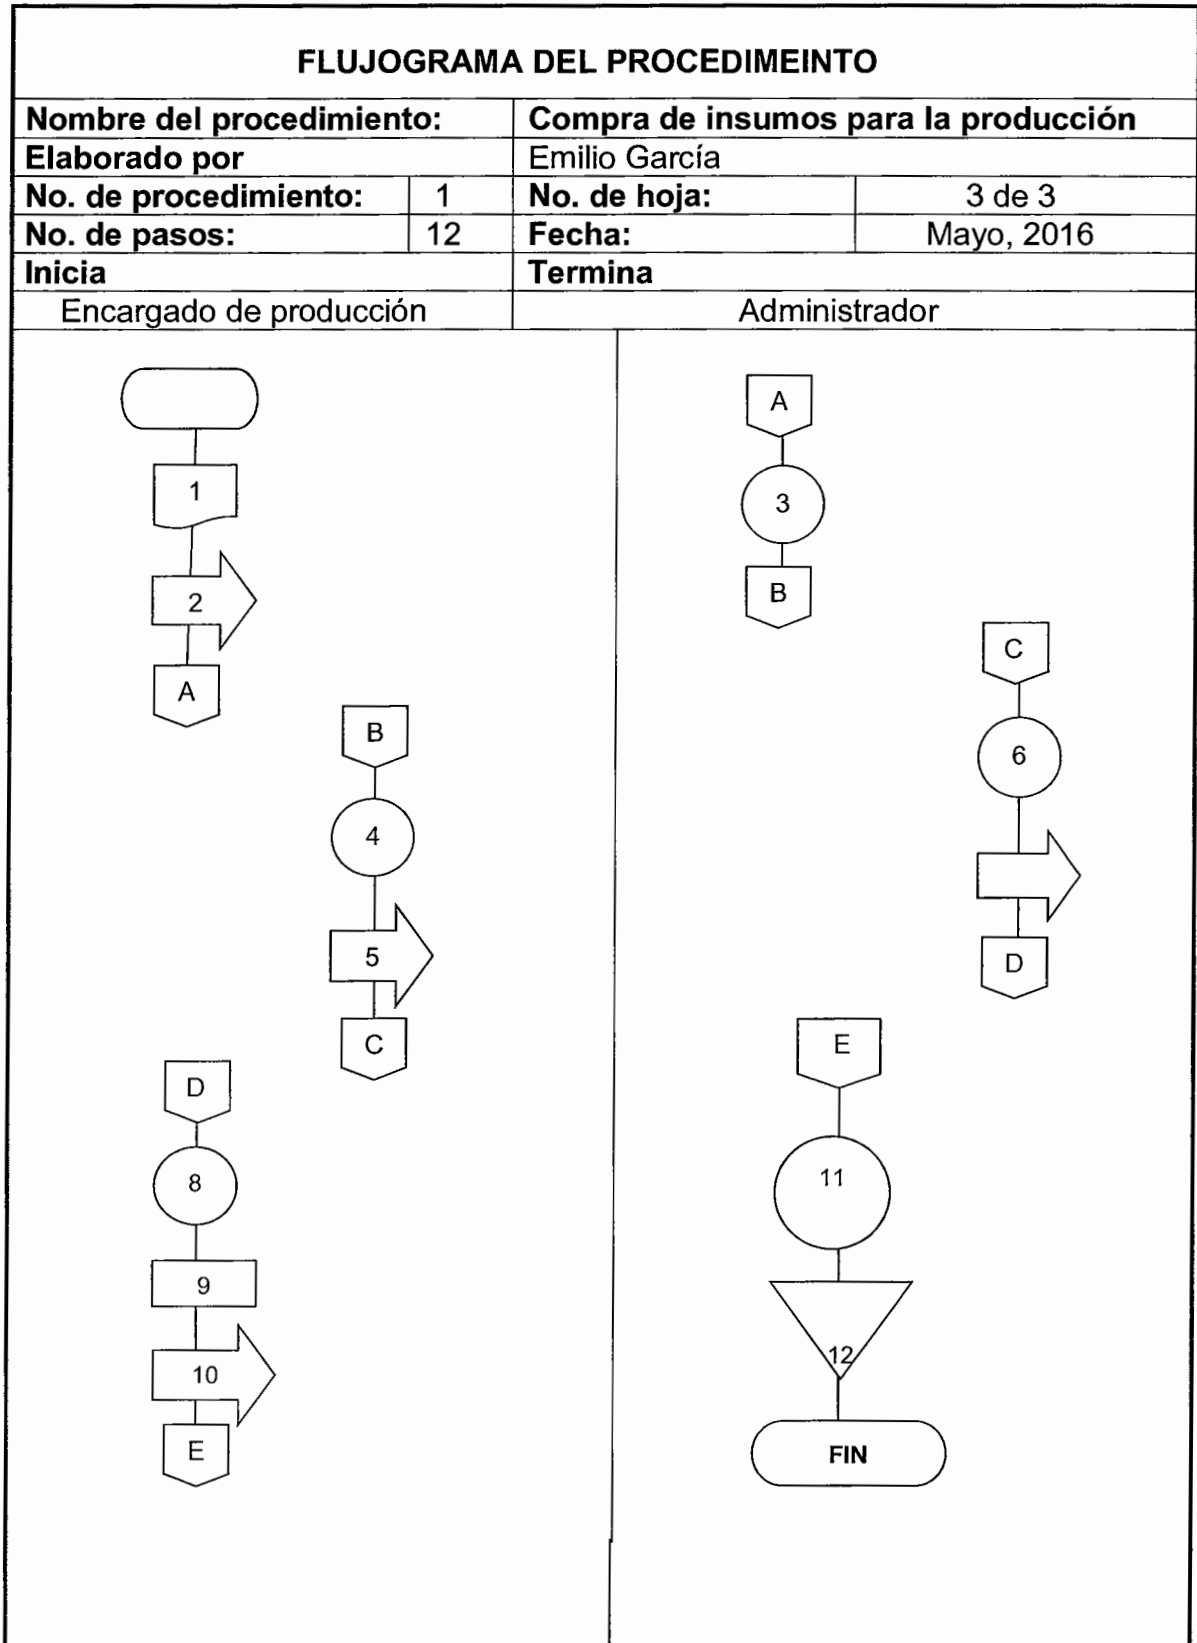 FLUJOGRAMA DEL PROCEDIMEINTO
Nombre del procedimiento: Compra de insumos para la producción
Elaborado por Emilio García
No. de procedimiento: 1 No. de hoja: 3 de 3
No. de pasos: 12 Fecha: Mayo, 2016
Inicia Termina
Encargado de producción Administrador
1
2
A
B
4
5
C
D
8
9
10
E
A
3
B
C
6
D
E
11
12
FIN